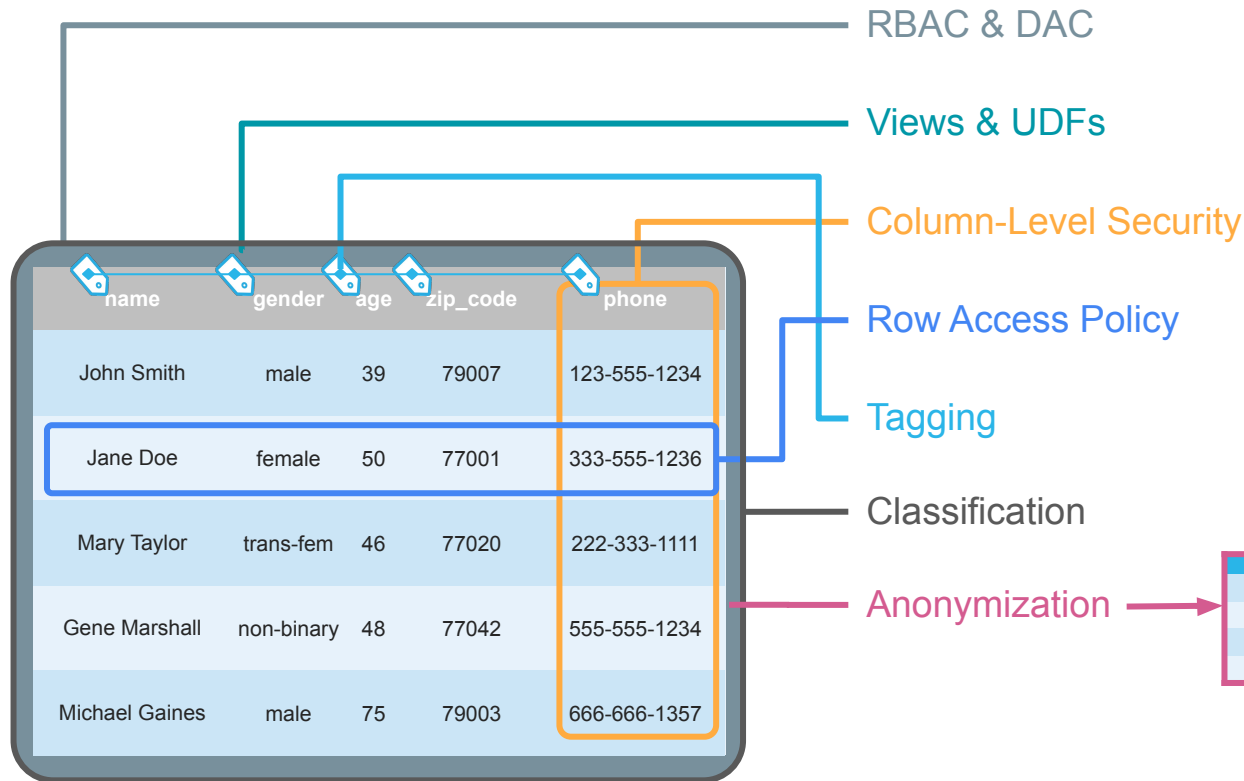 RBAC & DAC
Views & UDFs
Column-Level Security
Row Access Policy
Tagging
Classification
Anonymization
name gender age zip_code phone
John Smith male 39 79007 123-555-1234
Jane Doe female 50 77001 333-555-1236
Mary Taylor trans-fem 46 77020 222-333-1111
Gene Marshall non-binary 48 77042 555-555-1234
Michael Gaines male 75 79003 666-666-1357